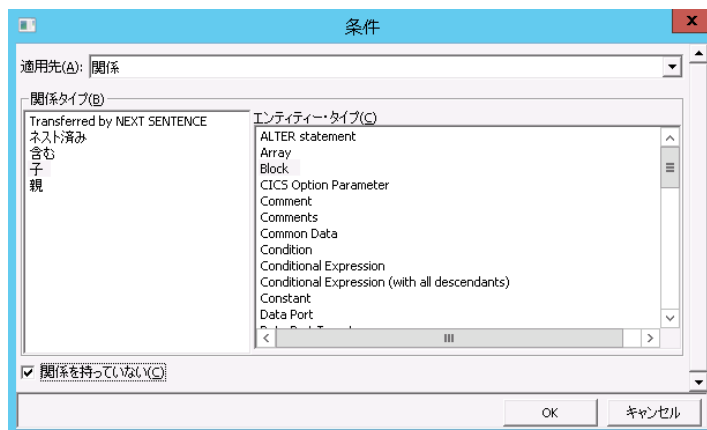 条件
x
適用先(A): 関係
関係タイプ(B)
Transferred by NEXT SENTENCE
ネスト済み
含む
子
親
エンティティー・タイプ(C)
ALTER statement
Array
Block
CICS Option Parameter
Comment
Comments
Common Data
Condition
Conditional Expression
Conditional Expression (with all descendants)
Constant
Data Port
関係を持っていない(C)
OK
キャンセル